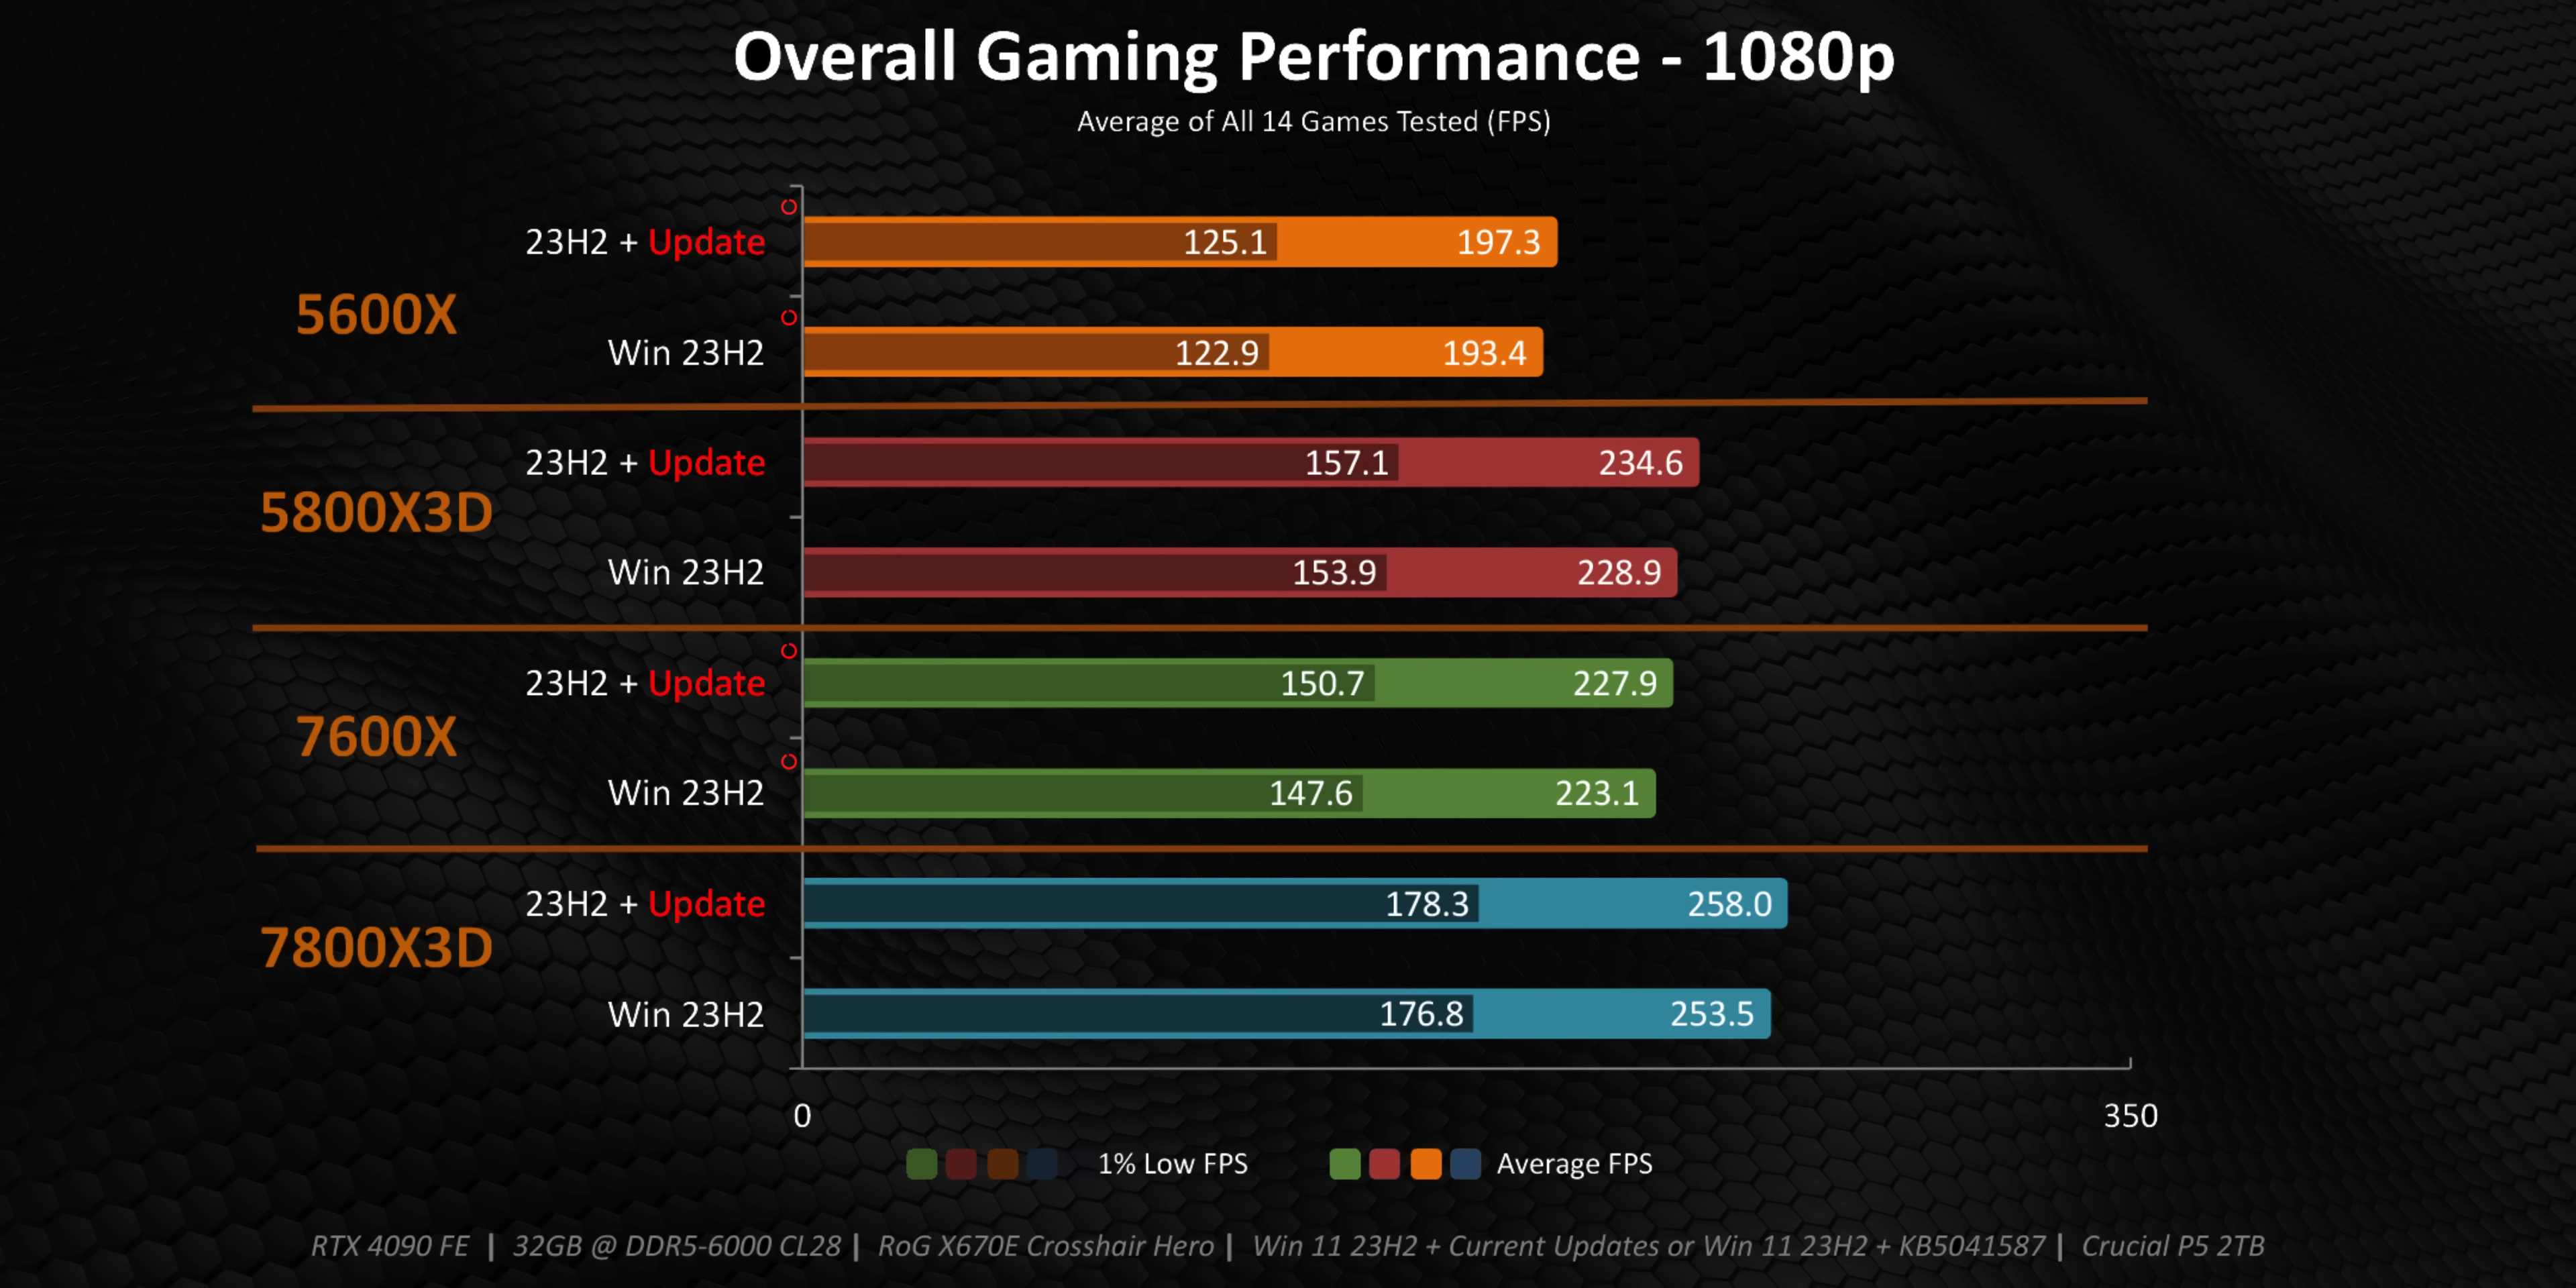 Overall Gaming Performance - 1080p
Average of All 14 Games Tested (FPS)
5600X
23H2 + Update 125.1 197.3
Win 23H2 122.9 193.4
5800X3D
23H2 + Update 157.1 234.6
Win 23H2 153.9 228.9
7600X
23H2 + Update 150.7 227.9
Win 23H2 147.6 223.1
7800X3D
23H2 + Update 178.3 258.0
Win 23H2 176.8 253.5
0 350
1% Low FPS Average FPS
RTX 4090 FE | 32GB @ DDR5-6000 CL28 | RoG X670E Crosshair Hero | Win 11 23H2 + Current Updates or Win 11 23H2 + KB5041587 | Crucial P5 2TB